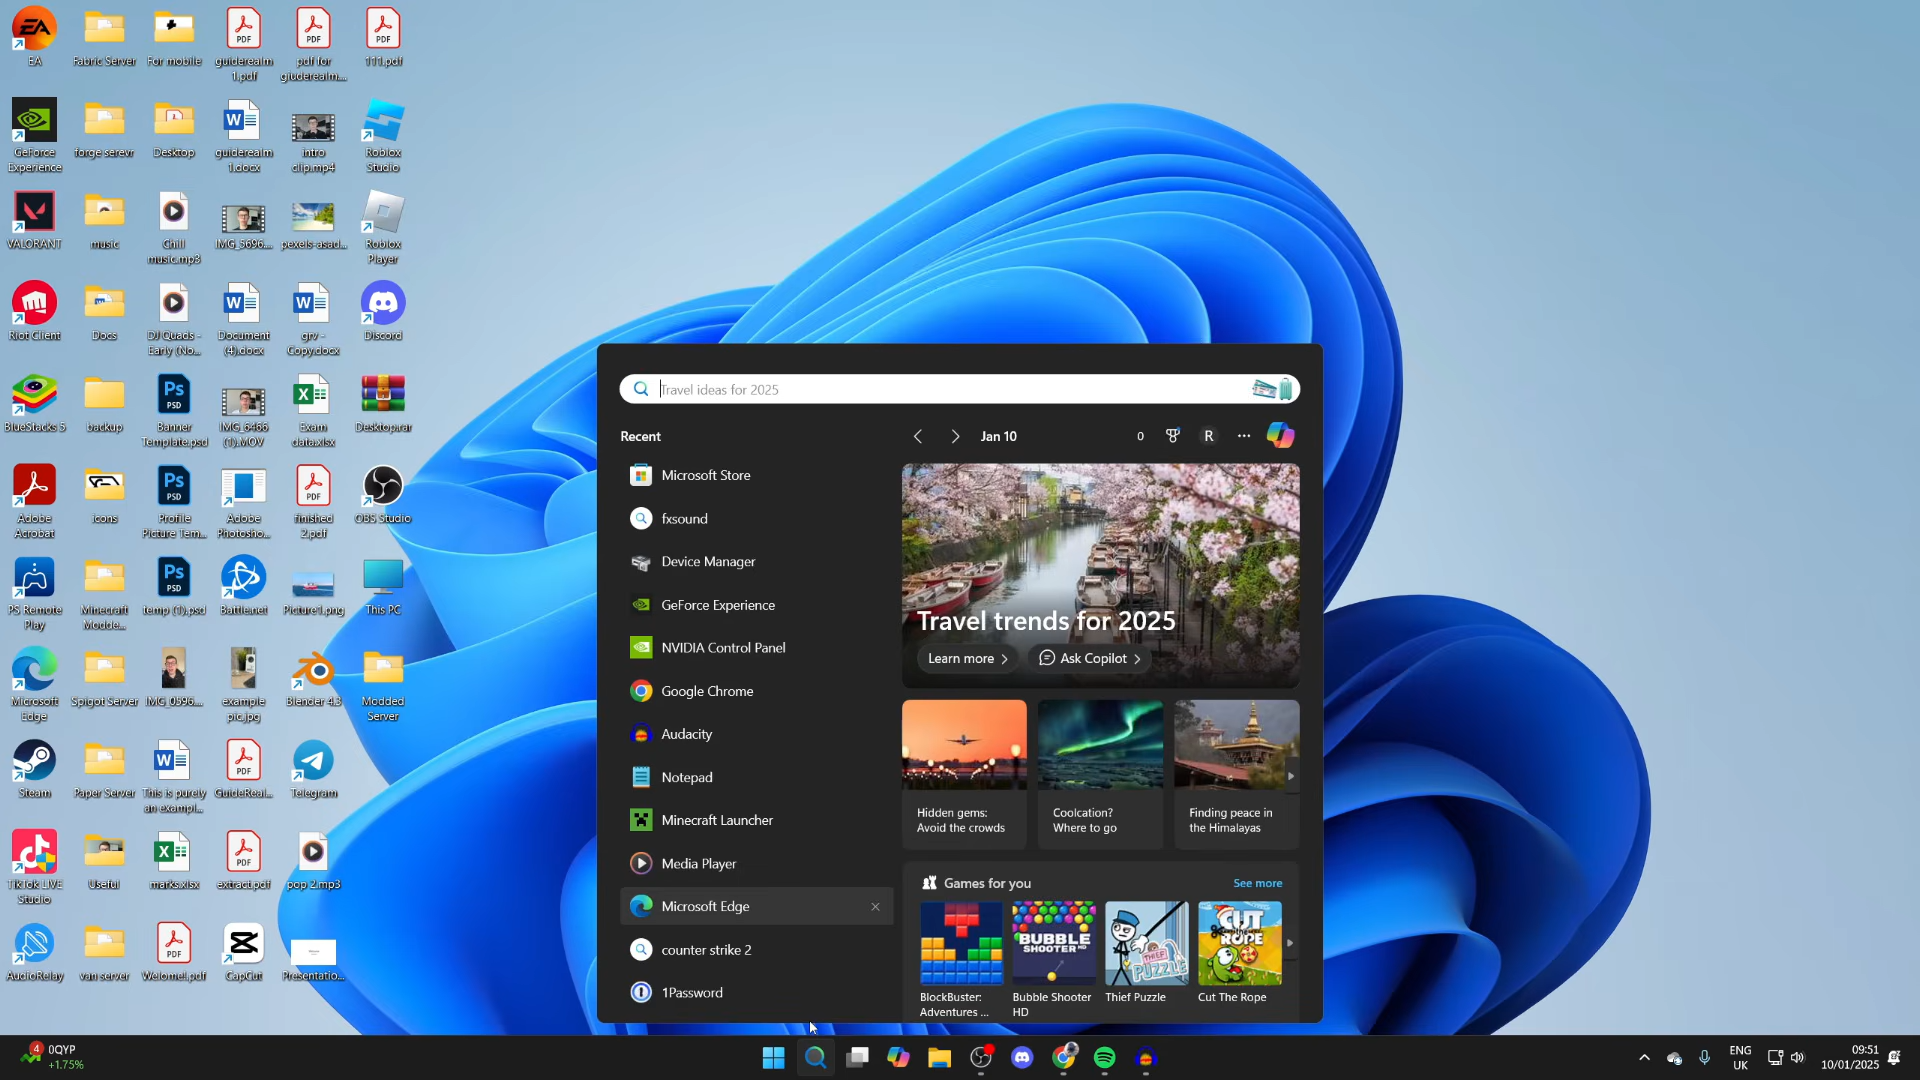 EA
Fabric Server
For mobile
guiderealm
1.pdf
pdf for
giuderealm...
111.pdf
GeForce
Experience
forge serevr
Desktop
guiderealm
1.docx
intro
clip.mp4
Roblox
Studio
VALORANT
music
Chill
music.mp3
IMG_5696....
pexels-asad...
Roblox
Player
Riot Client
Docs
DJ Quads -
Early (No...
Document
(4).docx
grv -
Copy.docx
Discord
BlueStacks 5
backup
Banner
Template.psd
IMG_6466
(1).MOV
Exam
data.xlsx
Desktop.rar
Adobe
Acrobat
icons
Profile
Picture Tem...
Adobe
Photosho...
finished
2.pdf
OBS Studio
PS Remote
Play
Minecraft
Modde...
temp (1).psd
Battle.net
Picture1.png
This PC
Microsoft
Edge
Spigot Server
IMG_0596....
example
pic.jpg
Blender 4.3
Modded
Server
Steam
Paper Server
This is purely
an exampl...
GuideReal...
Telegram
TikTok LIVE
Studio
Useful
marks.xlsx
extract.pdf
pop 2.mp3
AudioRelay
van server
Welome!.pdf
CapCut
Presentatio...
Travel ideas for 2025
Recent
Jan 10
0
R
Microsoft Store
fxsound
Device Manager
GeForce Experience
NVIDIA Control Panel
Google Chrome
Audacity
Notepad
Minecraft Launcher
Media Player
Microsoft Edge
counter strike 2
1Password
Travel trends for 2025
Learn more
Ask Copilot
Hidden gems:
Avoid the crowds
Coolcation?
Where to go
Finding peace in
the Himalayas
Games for you
See more
BlockBuster:
Adventures ...
Bubble Shooter
HD
Thief Puzzle
Cut The Rope
4
0QYP
+1.75%
ENG
UK
09:51
10/01/2025